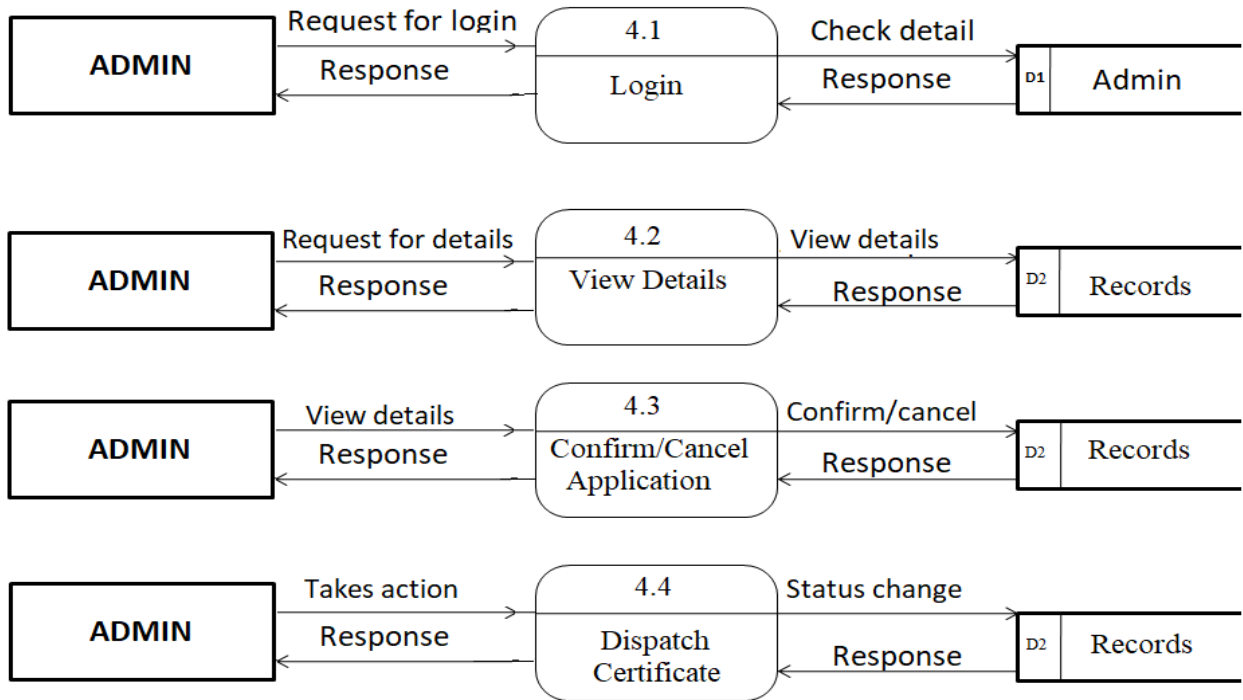 Request for login
4.1
Check detail
ADMIN
Response
Login
Response
D1
Admin
Request for details
4.2
View details
ADMIN
Response
View Details
Response
D2
Records
View details
4.3
Confirm/cancel
ADMIN
Response
Confirm/Cancel
Application
Response
D2
Records
Takes action
4.4
Status change
ADMIN
Response
Dispatch
Certificate
Response
D2
Records